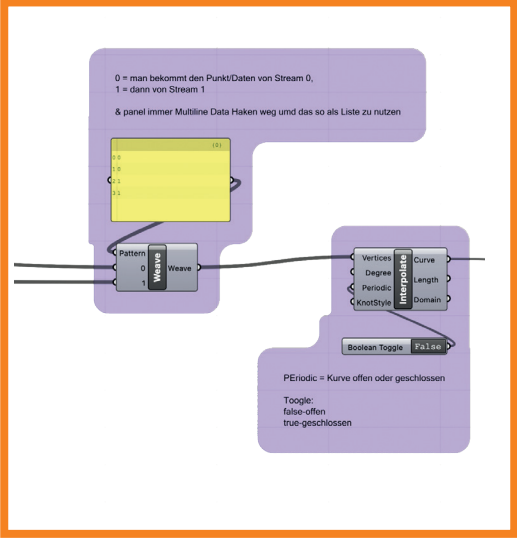 0 = man bekommt den Punkt/Daten von Stream 0,
1 = dann von Stream 1
& panel immer Multiline Data Haken weg umd das so als Liste zu nutzen
{0}
0 0
1 0
2 1
3 1
Pattern
0
1
Weave
Weave
Vertices
Degree
Periodic
KnotStyle
Interpolate
Curve
Length
Domain
Boolean Toggle False
PEriodic = Kurve offen oder geschlossen
Toogle:
false-offen
true-geschlossen